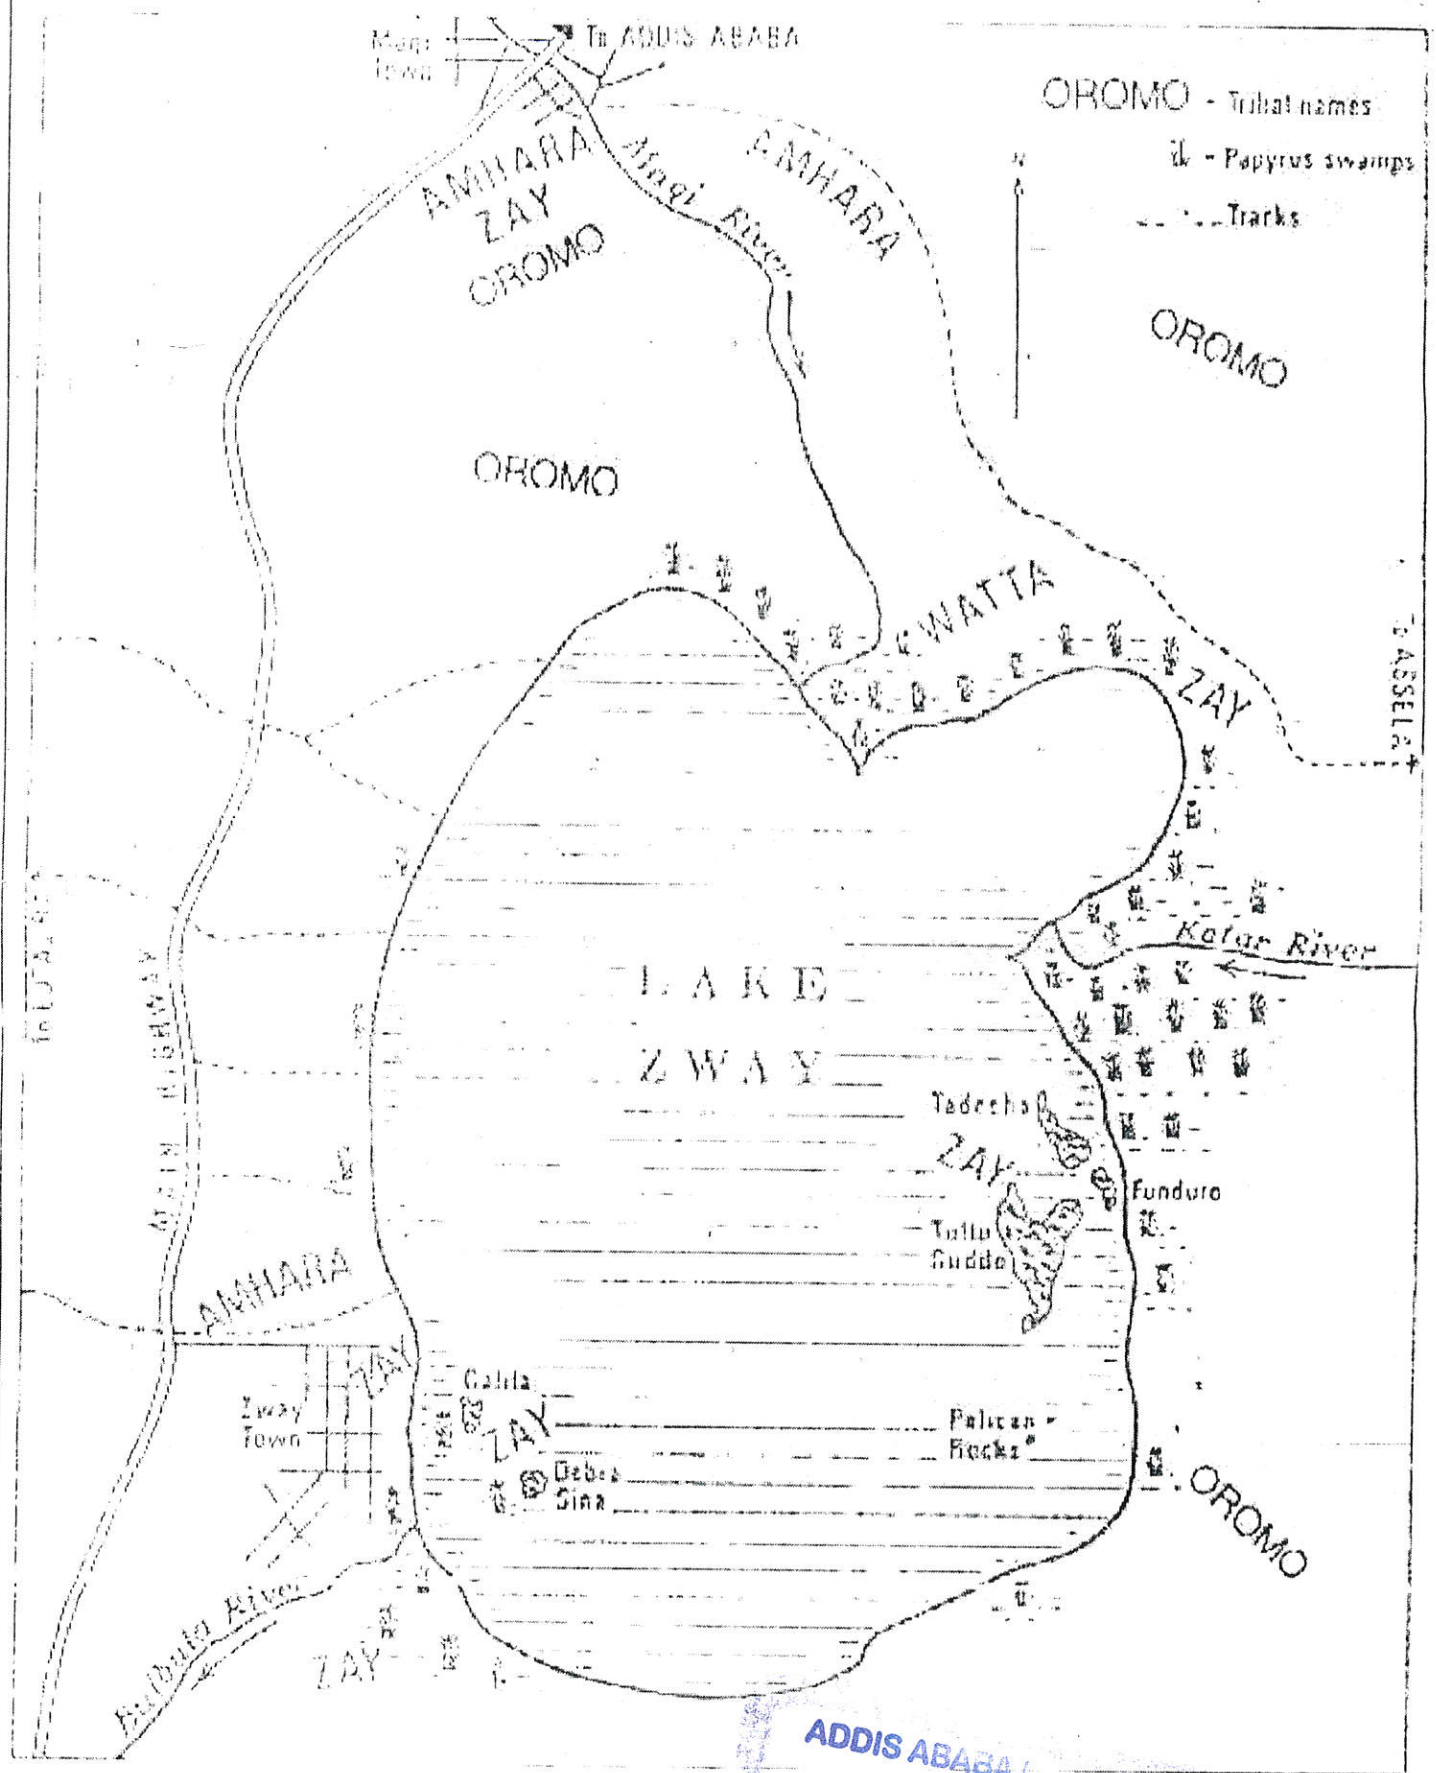 Maqi
Town
To ADDIS ABABA
OROMO - Tribal names
- Papyrus swamps
- Tracks
N
AMHARA
ZAY
OROMO
Maqi River
AMHARA
OROMO
OROMO
WATTA
ZAY
To ASSELA
Katar River
MAIN HIGHWAY
LAKE
ZWAY
Tadecha
ZAY
Funduro
Tullu
Guddo
AMHARA
ZAY
Zway
Town
Galila
ZAY
Debra
Sina
Pelican
Rocks
OROMO
Bulbula River
ZAY
ADDIS ABABA